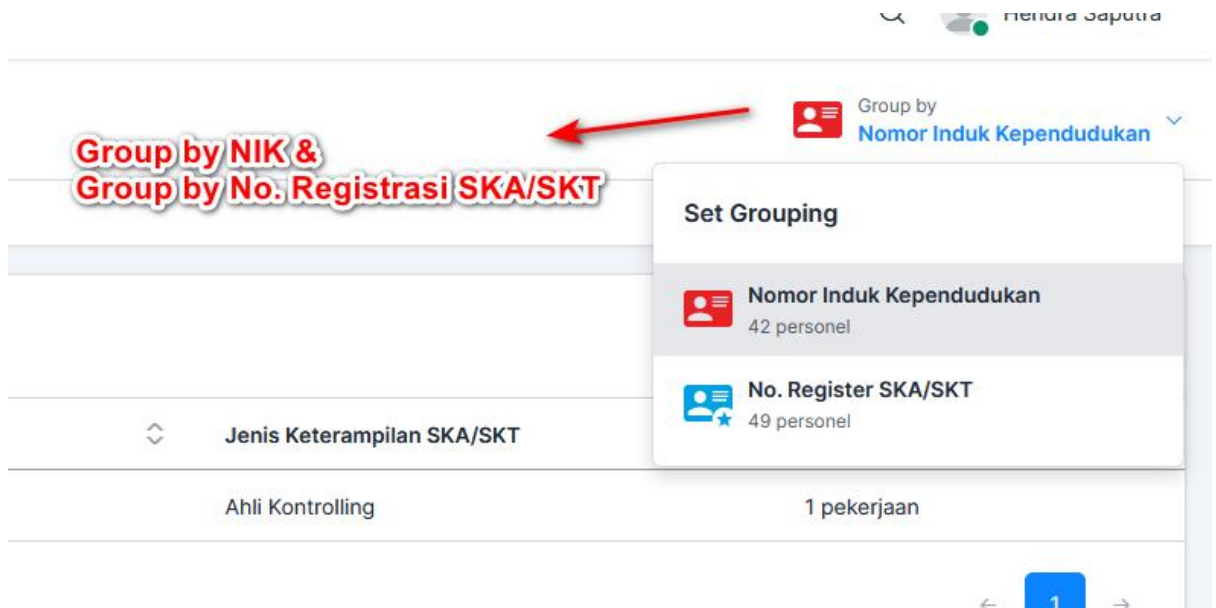 Hendra Saputra
Group by
Nomor Induk Kependudukan
Group by NIK &
Group by No. Registrasi SKA/SKT
Set Grouping
Nomor Induk Kependudukan
42 personel
No. Register SKA/SKT
49 personel
Jenis Keterampilan SKA/SKT
Ahli Kontrolling
1 pekerjaan
1